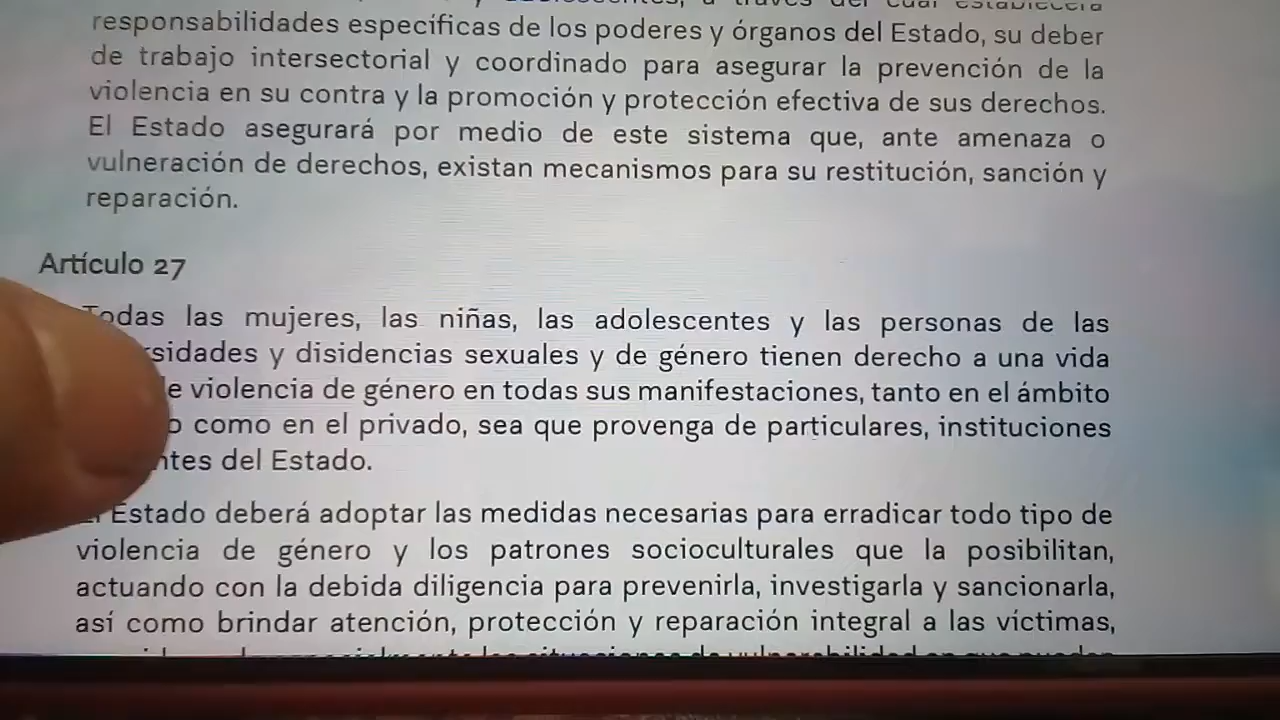 responsabilidades específicas de los poderes y órganos del Estado, su deber
de trabajo intersectorial y coordinado para asegurar la prevención de la
violencia en su contra y la promoción y protección efectiva de sus derechos.
El Estado asegurará por medio de este sistema que, ante amenaza o
vulneración de derechos, existan mecanismos para su restitución, sanción y
reparación.
Artículo 27
Todas las mujeres, las niñas, las adolescentes y las personas de las
sidades y disidencias sexuales y de género tienen derecho a una vida
e violencia de género en todas sus manifestaciones, tanto en el ámbito
o como en el privado, sea que provenga de particulares, instituciones
ntes del Estado.
El Estado deberá adoptar las medidas necesarias para erradicar todo tipo de
violencia de género y los patrones socioculturales que la posibilitan,
actuando con la debida diligencia para prevenirla, investigarla y sancionarla,
así como brindar atención, protección y reparación integral a las víctimas,